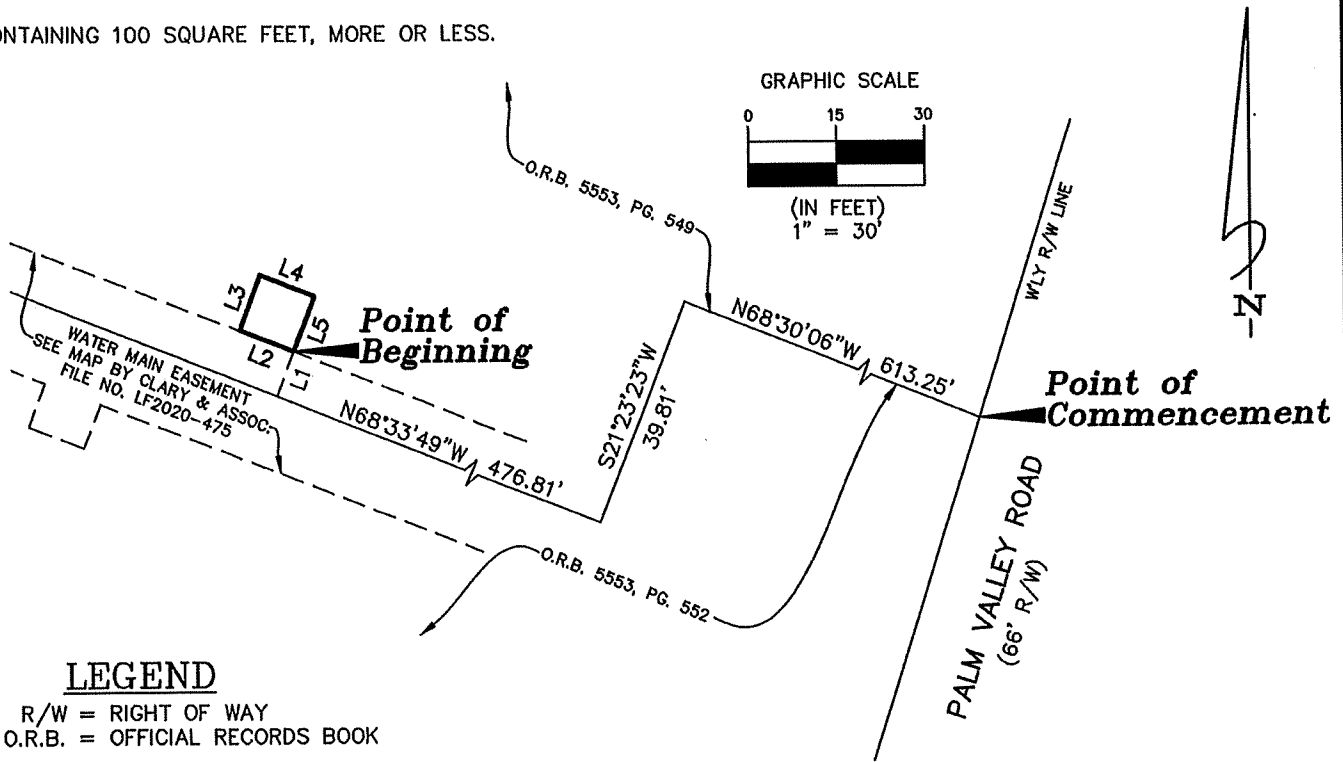 ONTAINING 100 SQUARE FEET, MORE OR LESS.
GRAPHIC SCALE
0 15 30
(IN FEET)
1" = 30'
N
O.R.B. 5553, PG. 549
WLY R/W LINE
L4
L3
L5
L2
L1
Point of
Beginning
WATER MAIN EASEMENT
SEE MAP BY CLARY & ASSOC.
FILE NO. LF2020-475
N68°33'49"W 476.81'
S21°23'23"W
39.81'
N68°30'06"W 613.25'
Point of
Commencement
O.R.B. 5553, PG. 552
PALM VALLEY ROAD
(66' R/W)
LEGEND
R/W = RIGHT OF WAY
O.R.B. = OFFICIAL RECORDS BOOK